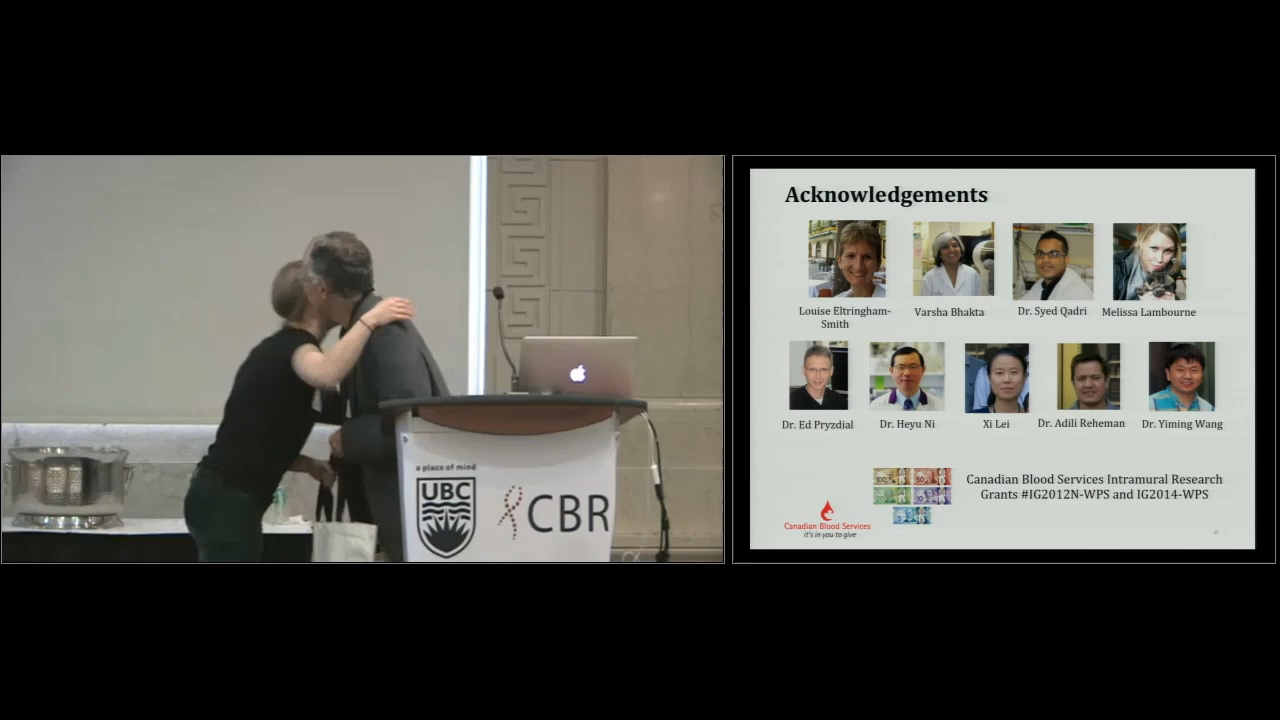 a place of mind
UBC
CBR
Acknowledgements
Louise Eltringham-
Smith
Varsha Bhakta
Dr. Syed Qadri
Melissa Lambourne
Dr. Ed Pryzdial
Dr. Heyu Ni
Xi Lei
Dr. Adili Reheman
Dr. Yiming Wang
Canadian Blood Services Intramural Research
Grants #IG2012N-WPS and IG2014-WPS
Canadian Blood Services
it's in you to give